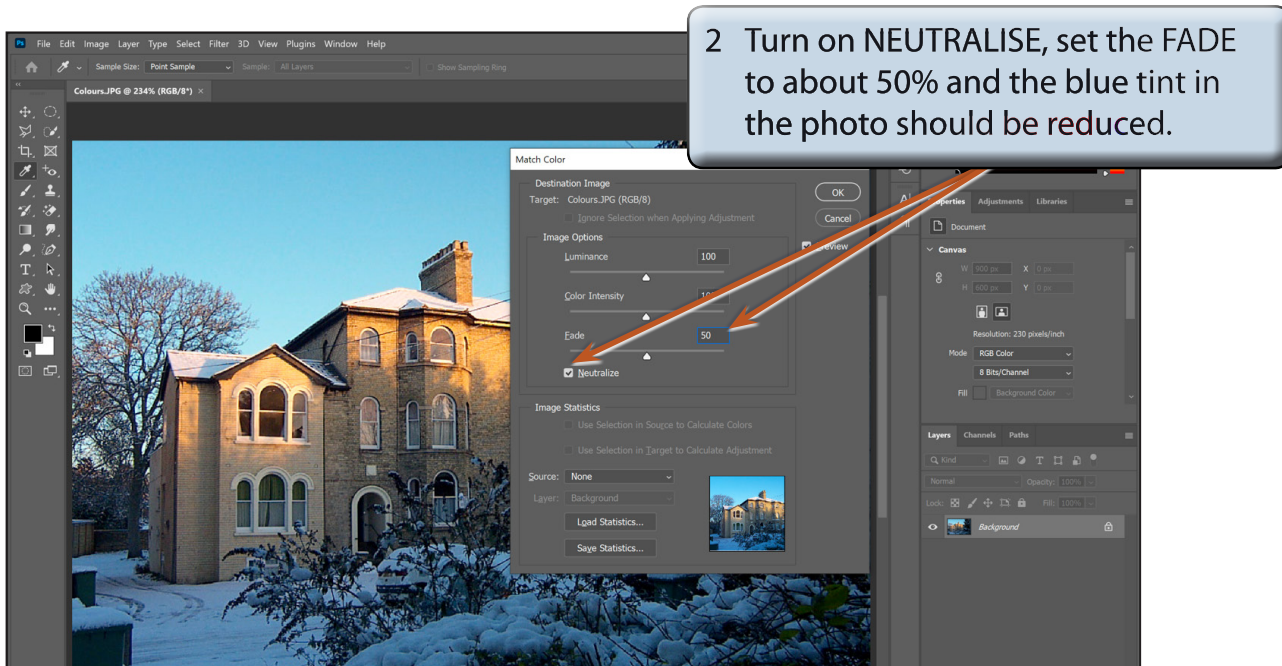 2 Turn on NEUTRALISE, set the FADE
to about 50% and the blue tint in
the photo should be reduced.
Ps File Edit Image Layer Type Select Filter 3D View Plugins Window Help
Sample Size: Point Sample Sample: All Layers Show Sampling Ring
Colours.JPG @ 234% (RGB/8*) ×
Match Color
Destination Image
Target: Colours.JPG (RGB/8)
Ignore Selection when Applying Adjustment
OK
Cancel
Image Options
Luminance 100
Color Intensity
Fade 50
Neutralize
Image Statistics
Use Selection in Source to Calculate Colors
Use Selection in Target to Calculate Adjustment
Source: None
Layer: Background
Load Statistics...
Save Statistics...
Properties Adjustments Libraries
Document
Canvas
W 900 px X 0 px
H 600 px Y 0 px
Resolution: 230 pixels/inch
Mode RGB Color
8 Bits/Channel
Fill Background Color
Layers Channels Paths
Kind
Normal Opacity: 100%
Lock: Fill: 100%
Background